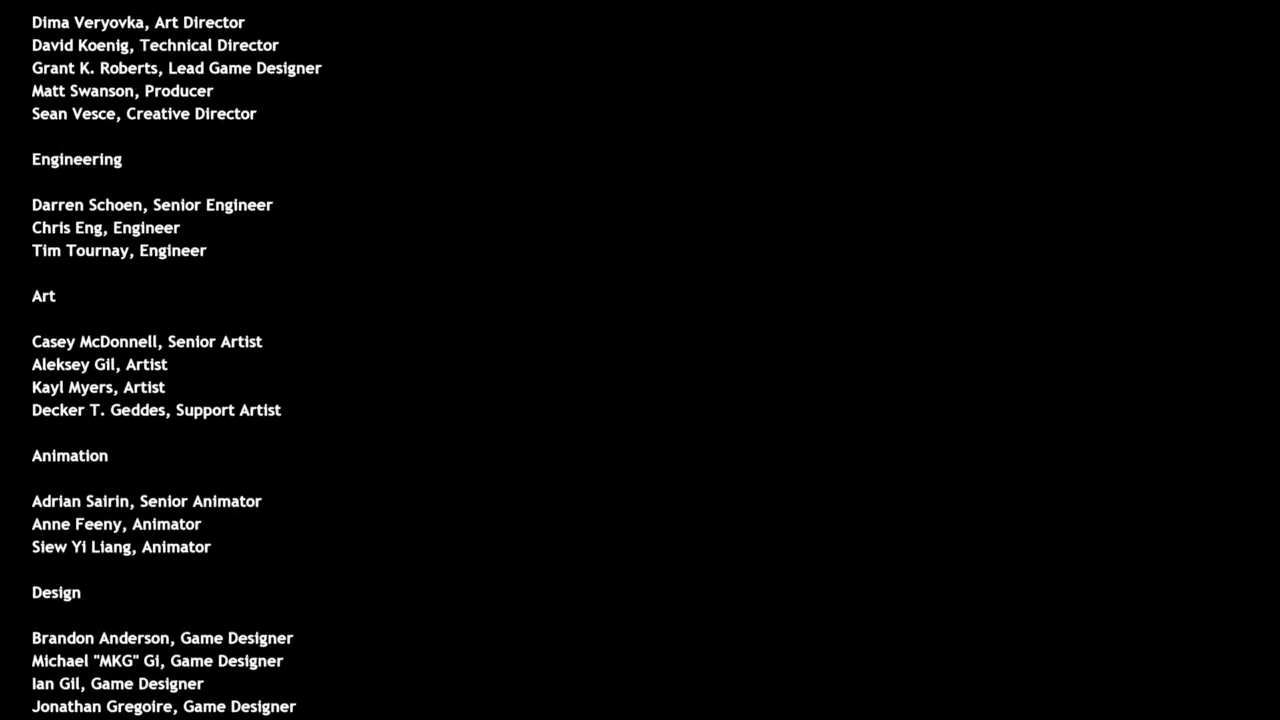 Dima Veryovka, Art Director
David Koenig, Technical Director
Grant K. Roberts, Lead Game Designer
Matt Swanson, Producer
Sean Vesce, Creative Director
Engineering
Darren Schoen, Senior Engineer
Chris Eng, Engineer
Tim Tournay, Engineer
Art
Casey McDonnell, Senior Artist
Aleksey Gil, Artist
Kayl Myers, Artist
Decker T. Geddes, Support Artist
Animation
Adrian Sairin, Senior Animator
Anne Feeny, Animator
Siew Yi Liang, Animator
Design
Brandon Anderson, Game Designer
Michael "MKG" Gi, Game Designer
Ian Gil, Game Designer
Jonathan Gregoire, Game Designer